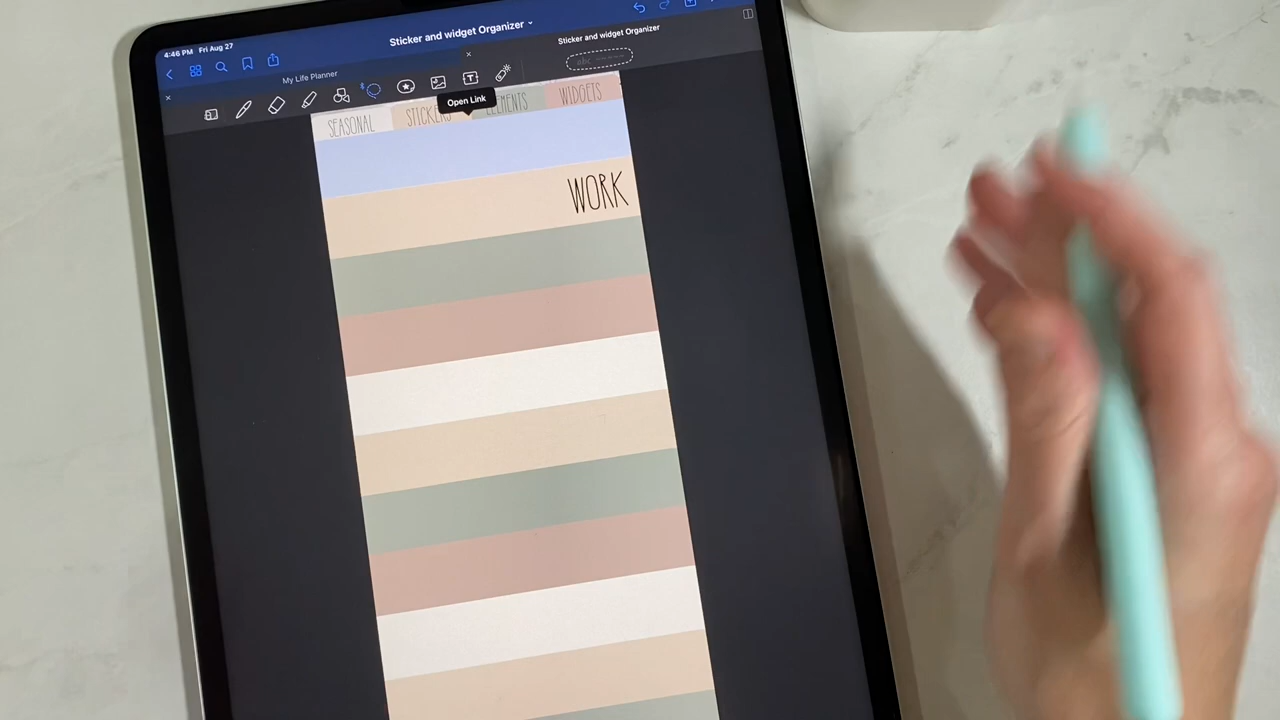 4:46 PM Fri Aug 27
Sticker and widget Organizer
My Life Planner
Sticker and widget Organizer
abc
Open Link
SEASONAL
STICKERS
ELEMENTS
WIDGETS
WORK